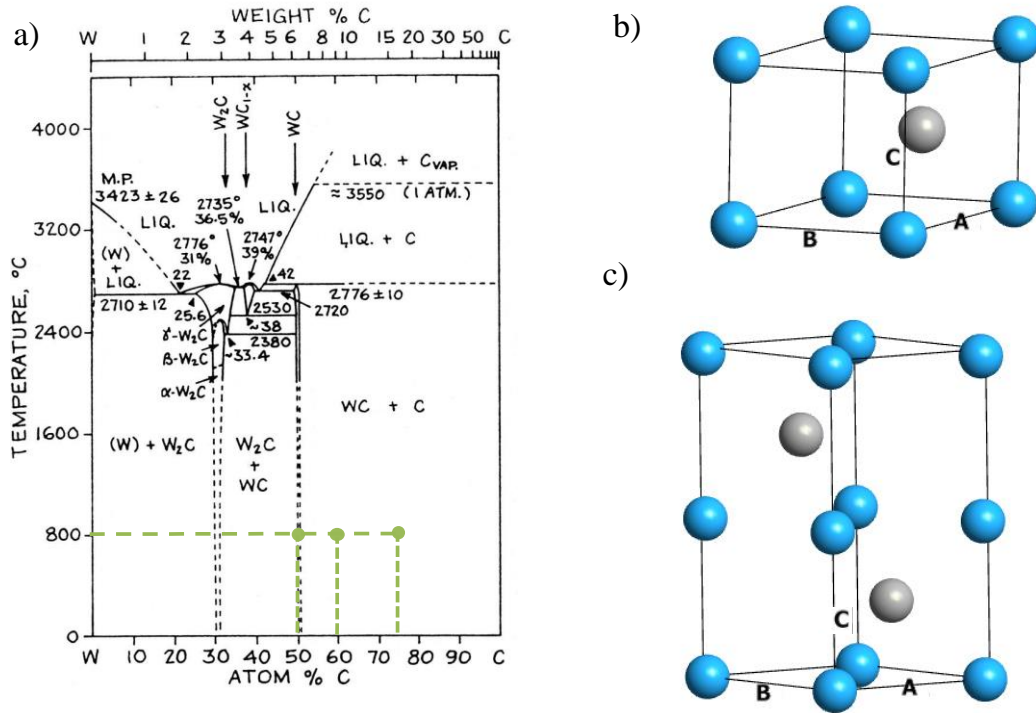 a)
WEIGHT % C
W 1 2 3 4 5 6 8 10 15 20 C
W₂C
WC₁₋ₓ
WC
4000
3200
2400
1600
800
0
TEMPERATURE, °C
M.P.
3423 ± 26
LIQ.
2735°
36.5%
LIQ.
LIQ. + C VAP.
≈ 3550 (1 ATM.)
2776°
31%
2747°
39%
LIQ. + C
(W)
+
LIQ.
22
42
2710 ± 12
2776 ± 10
25.6
2530
2720
~38
2380
~33.4
γ-W₂C
β-W₂C
α-W₂C
WC + C
(W) + W₂C
W₂C
+
WC
W 10 20 30 40 50 60 70 80 90 C
ATOM % C
b)
C
A
B
c)
C
B
A